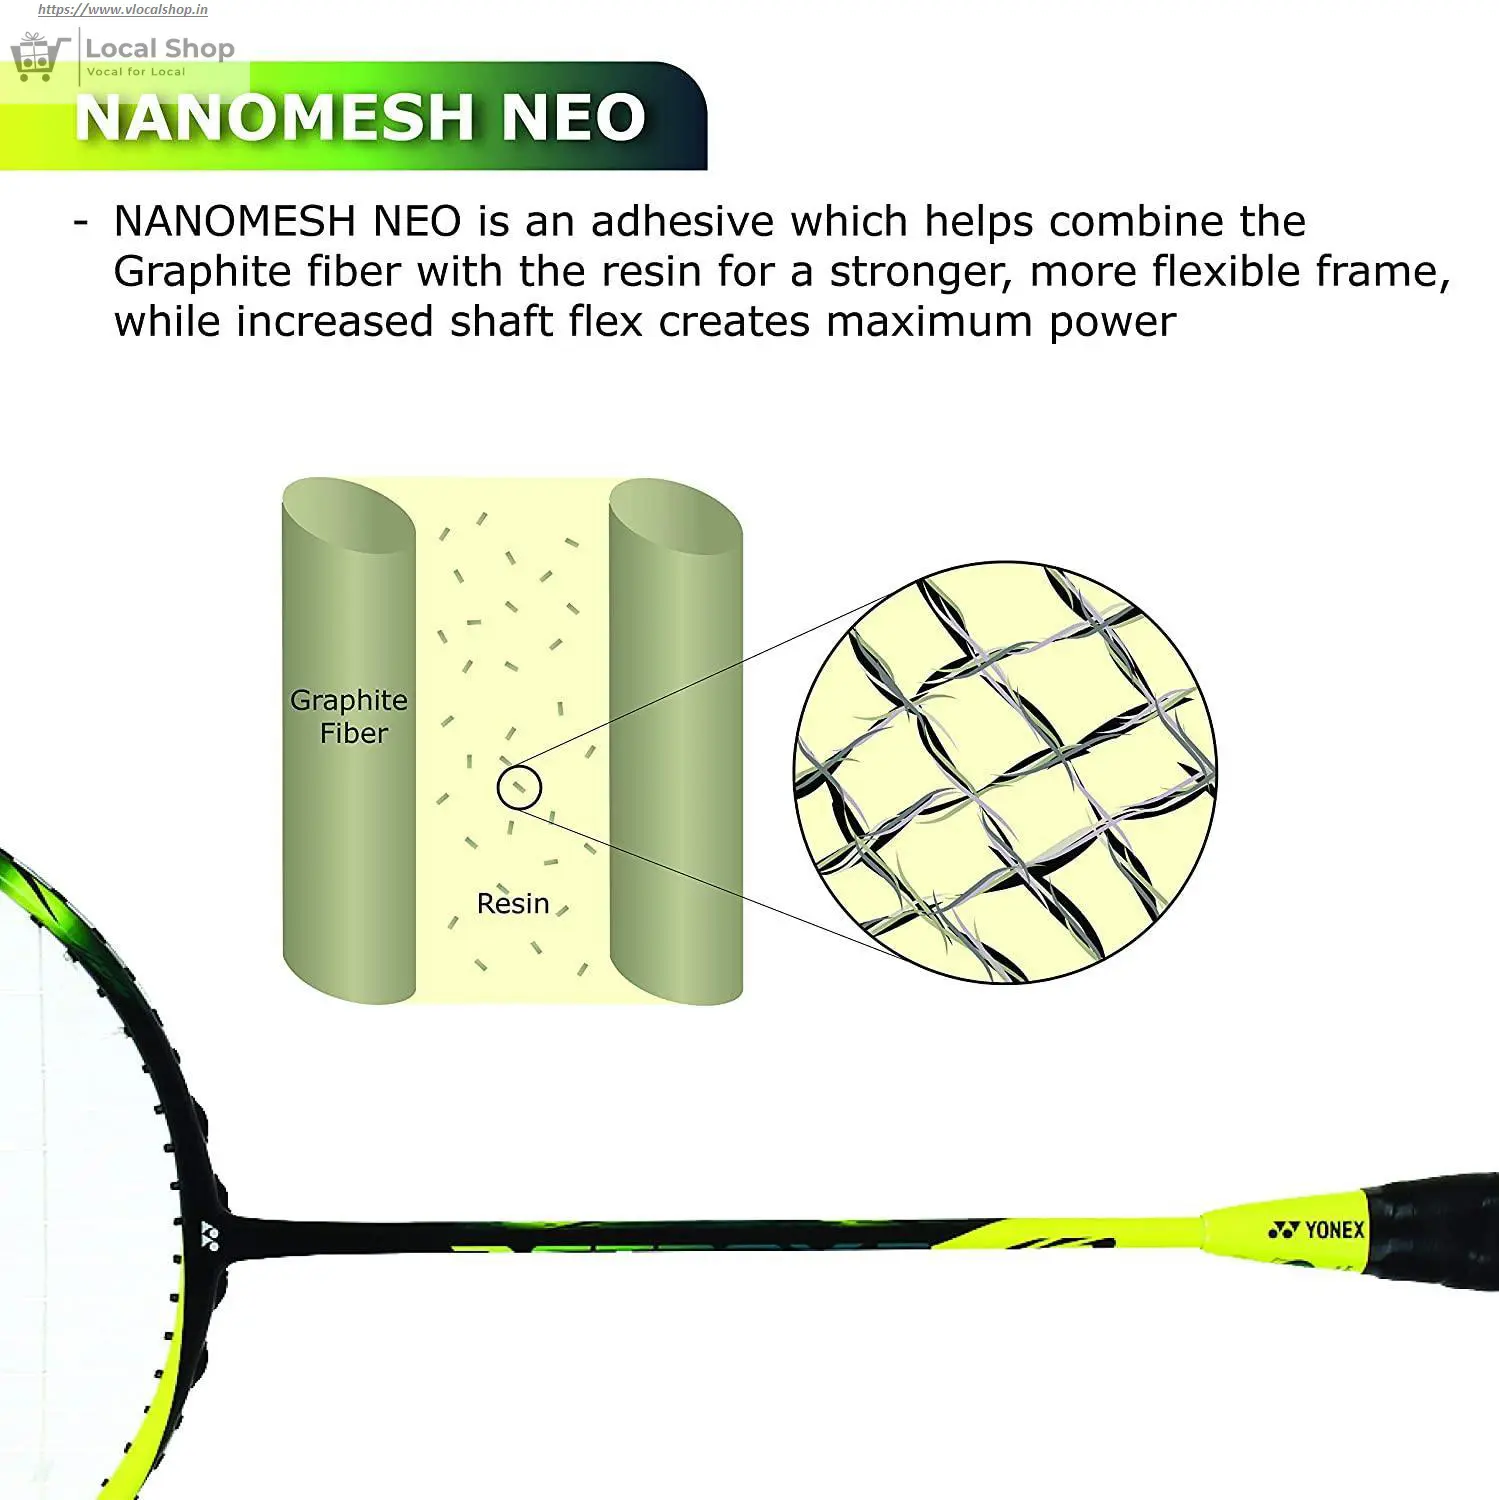 https://www.vlocalshop.in
Local Shop
Vocal for Local
NANOMESH NEO
- NANOMESH NEO is an adhesive which helps combine the
Graphite fiber with the resin for a stronger, more flexible frame,
while increased shaft flex creates maximum power
Graphite
Fiber
Resin
YONEX